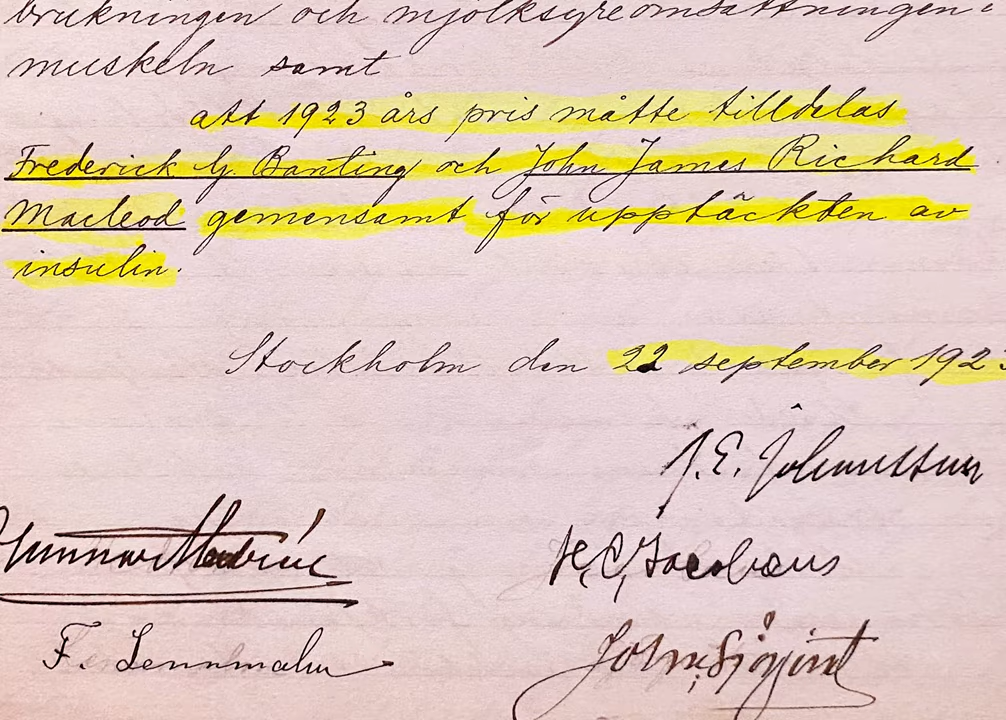 brukningen och mjölksyreomsättningen i
muskeln samt
att 1923 års pris måtte tilldelas
Frederick G. Banting och John James Richard
Macleod gemensamt för upptäckten av
insulin.
Stockholm den 22 september 1923
J. E. Johansson
Gunnar Hedrén
H. C. Jacobæus
F. Lennmalm
John Sjöqvist